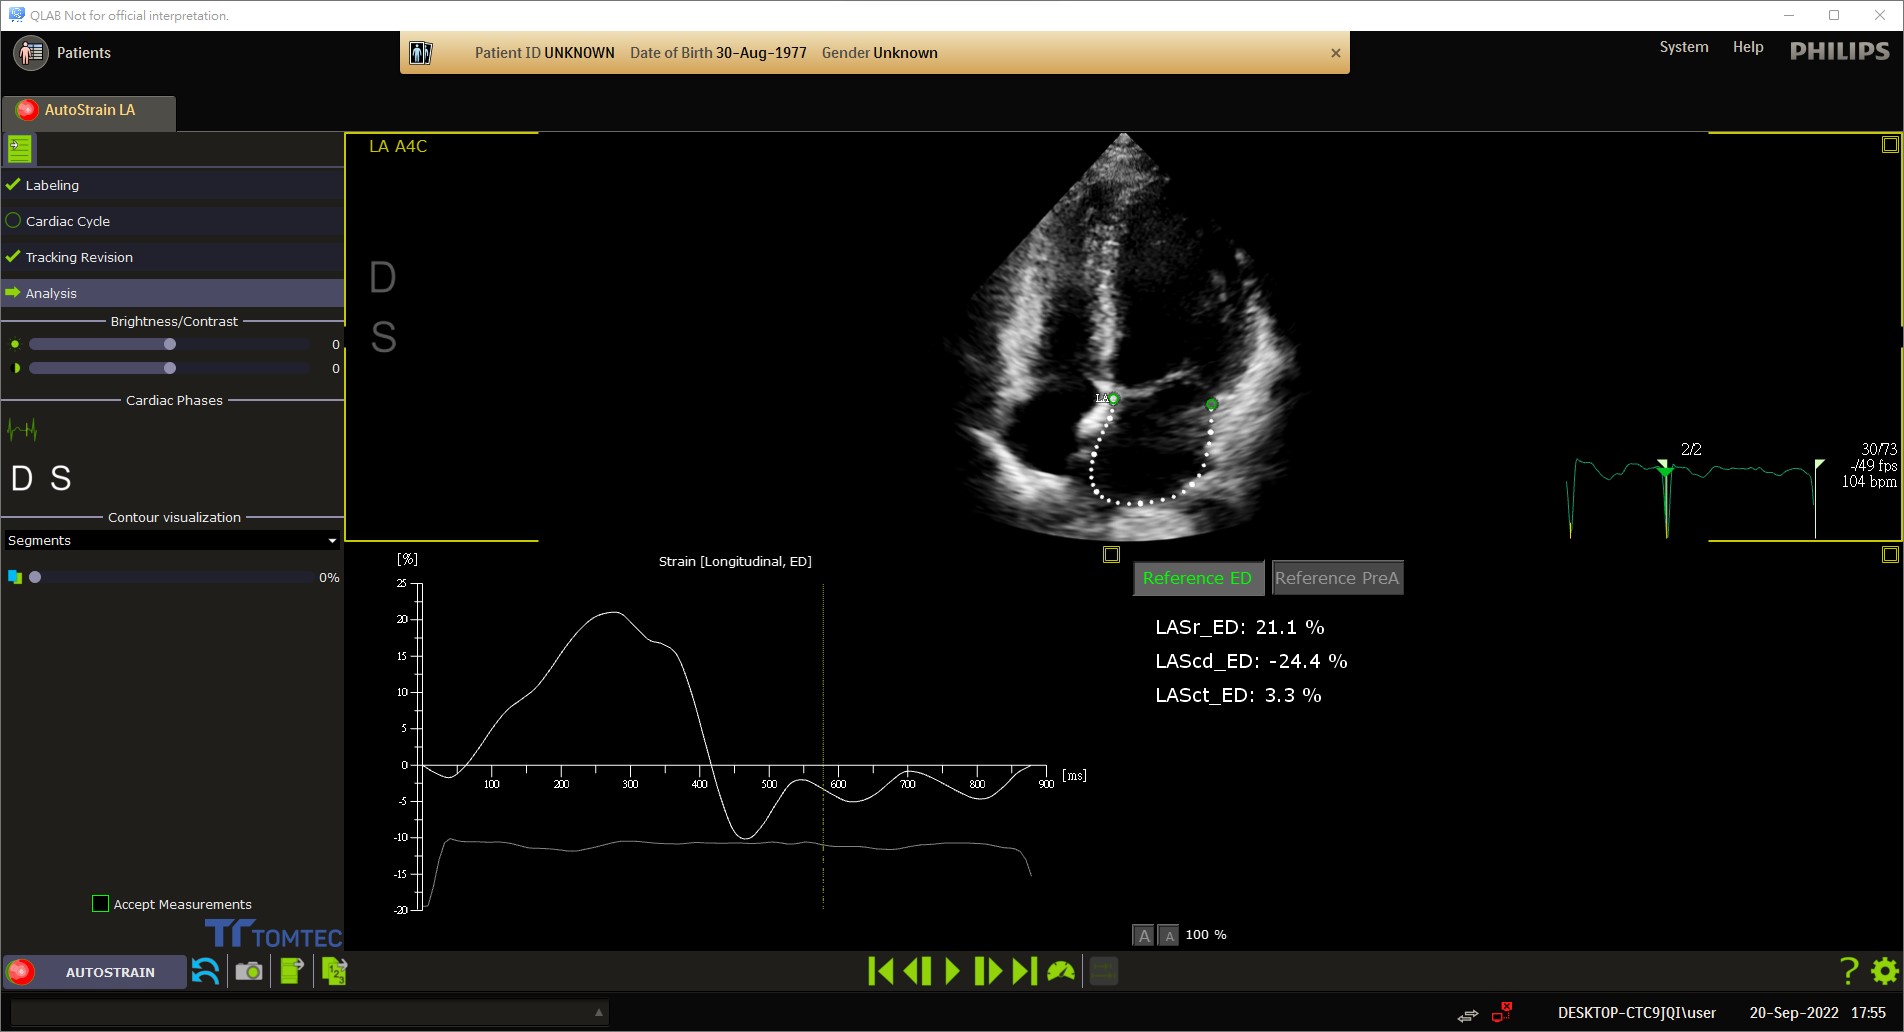 QLAB Not for official interpretation.
Patients
Patient ID UNKNOWN Date of Birth 30-Aug-1977 Gender Unknown
System Help PHILIPS
AutoStrain LA
LA A4C
Labeling
Cardiac Cycle
Tracking Revision
Analysis
Brightness/Contrast
0
0
Cardiac Phases
D S
Contour visualization
Segments
0%
Accept Measurements
TOMTEC
D
S
LA
2/2
30/73
-/49 fps
104 bpm
[%]
Strain [Longitudinal, ED]
25
20
15
10
5
0
-5
-10
-15
-20
100 200 300 400 500 600 700 800 900 [ms]
Reference ED Reference PreA
LASr_ED: 21.1 %
LAScd_ED: -24.4 %
LASct_ED: 3.3 %
A A 100 %
AUTOSTRAIN
DESKTOP-CTC9JQI\user 20-Sep-2022 17:55